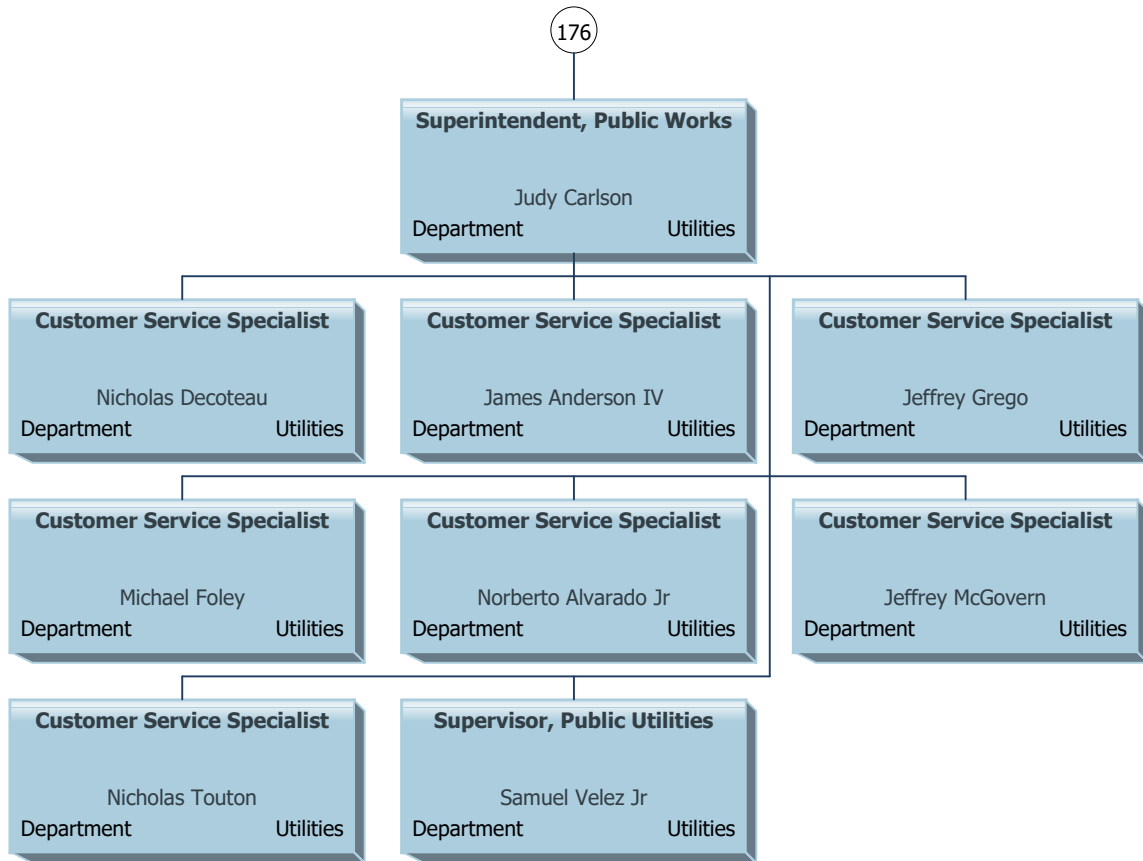 176
Superintendent, Public Works
Judy Carlson
Department Utilities
Customer Service Specialist
Nicholas Decoteau
Department Utilities
Customer Service Specialist
James Anderson IV
Department Utilities
Customer Service Specialist
Jeffrey Grego
Department Utilities
Customer Service Specialist
Michael Foley
Department Utilities
Customer Service Specialist
Norberto Alvarado Jr
Department Utilities
Customer Service Specialist
Jeffrey McGovern
Department Utilities
Customer Service Specialist
Nicholas Touton
Department Utilities
Supervisor, Public Utilities
Samuel Velez Jr
Department Utilities